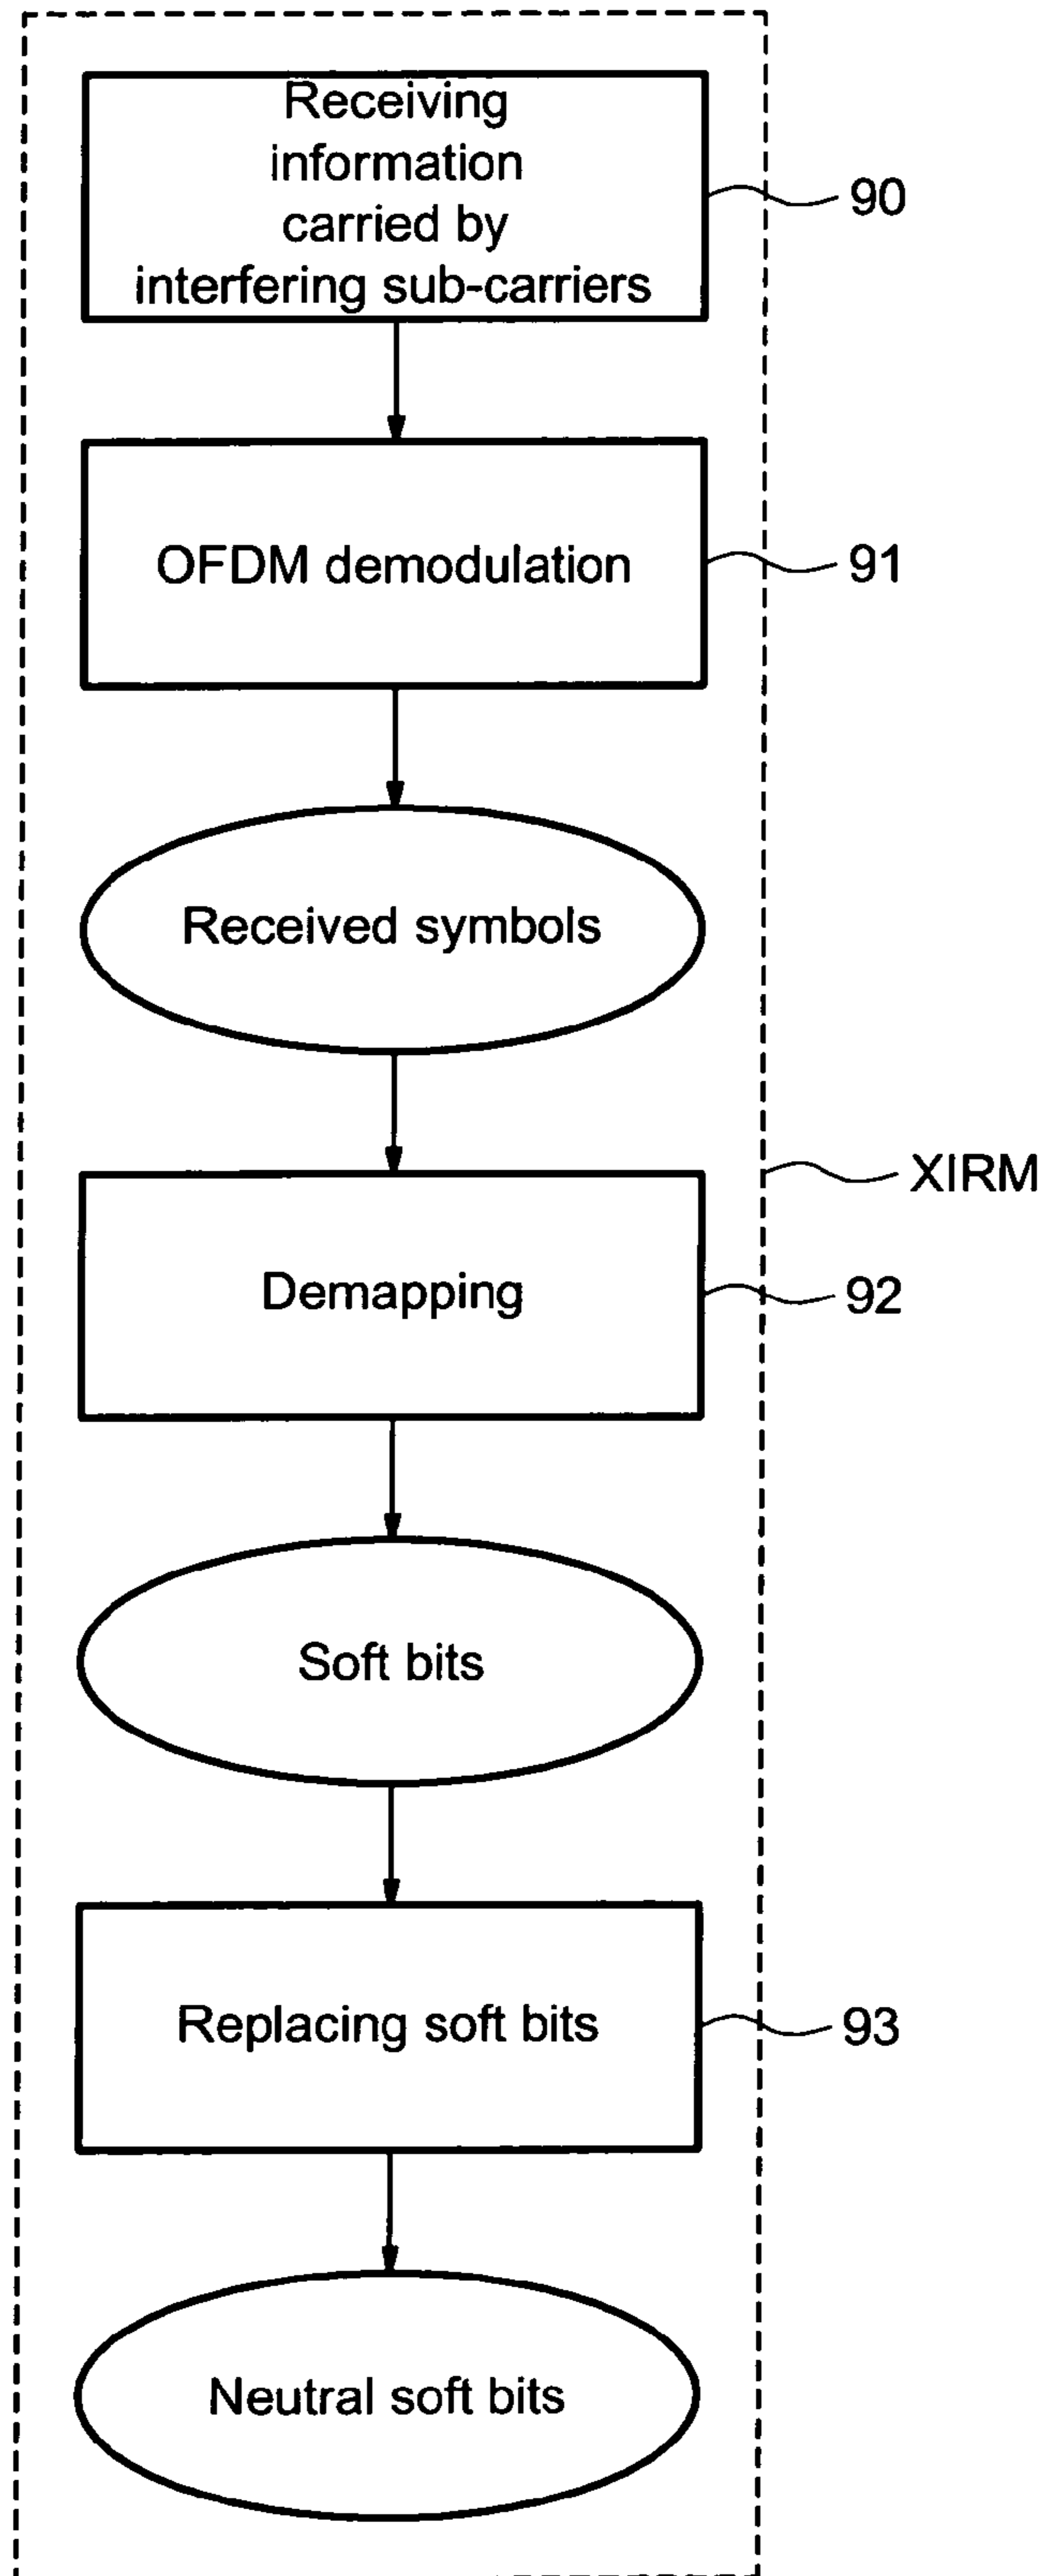 Receiving
information
carried by
interfering sub-carriers
90
OFDM demodulation
91
Received symbols
XIRM
Demapping
92
Soft bits
Replacing soft bits
93
Neutral soft bits